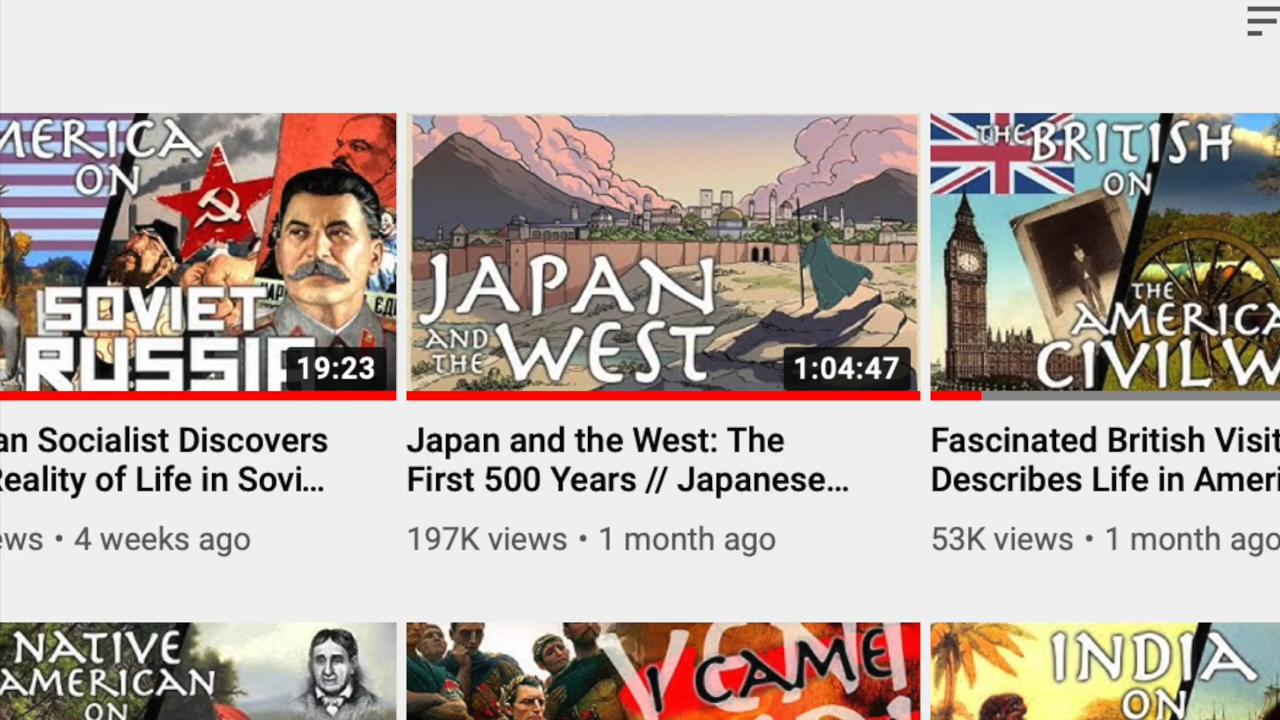 MERICA
ON
SOVIET
RUSSIA
19:23
an Socialist Discovers
Reality of Life in Sovi...
ews • 4 weeks ago
JAPAN
AND
THE WEST
1:04:47
Japan and the West: The
First 500 Years // Japanese...
197K views • 1 month ago
THE BRITISH
ON
THE
AMERICA
CIVIL W
Fascinated British Visit
Describes Life in Ameri
53K views • 1 month ago
NATIVE
AMERICAN
ON
VENI
I CAME
INDIA
ON